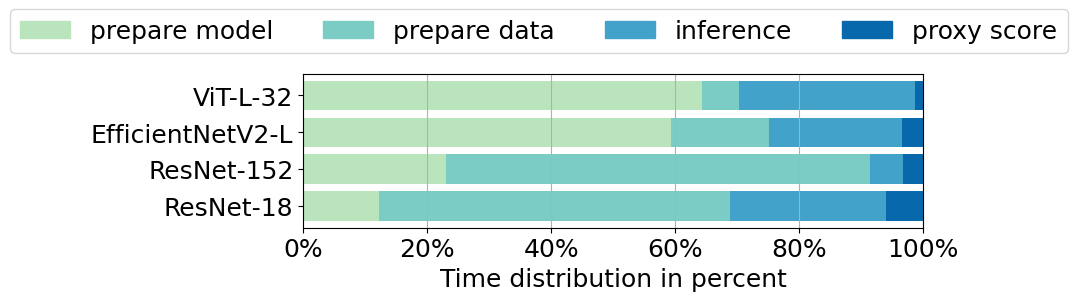 prepare model prepare data inference proxy score
ViT-L-32
EfficientNetV2-L
ResNet-152
ResNet-18
0% 20% 40% 60% 80% 100%
Time distribution in percent